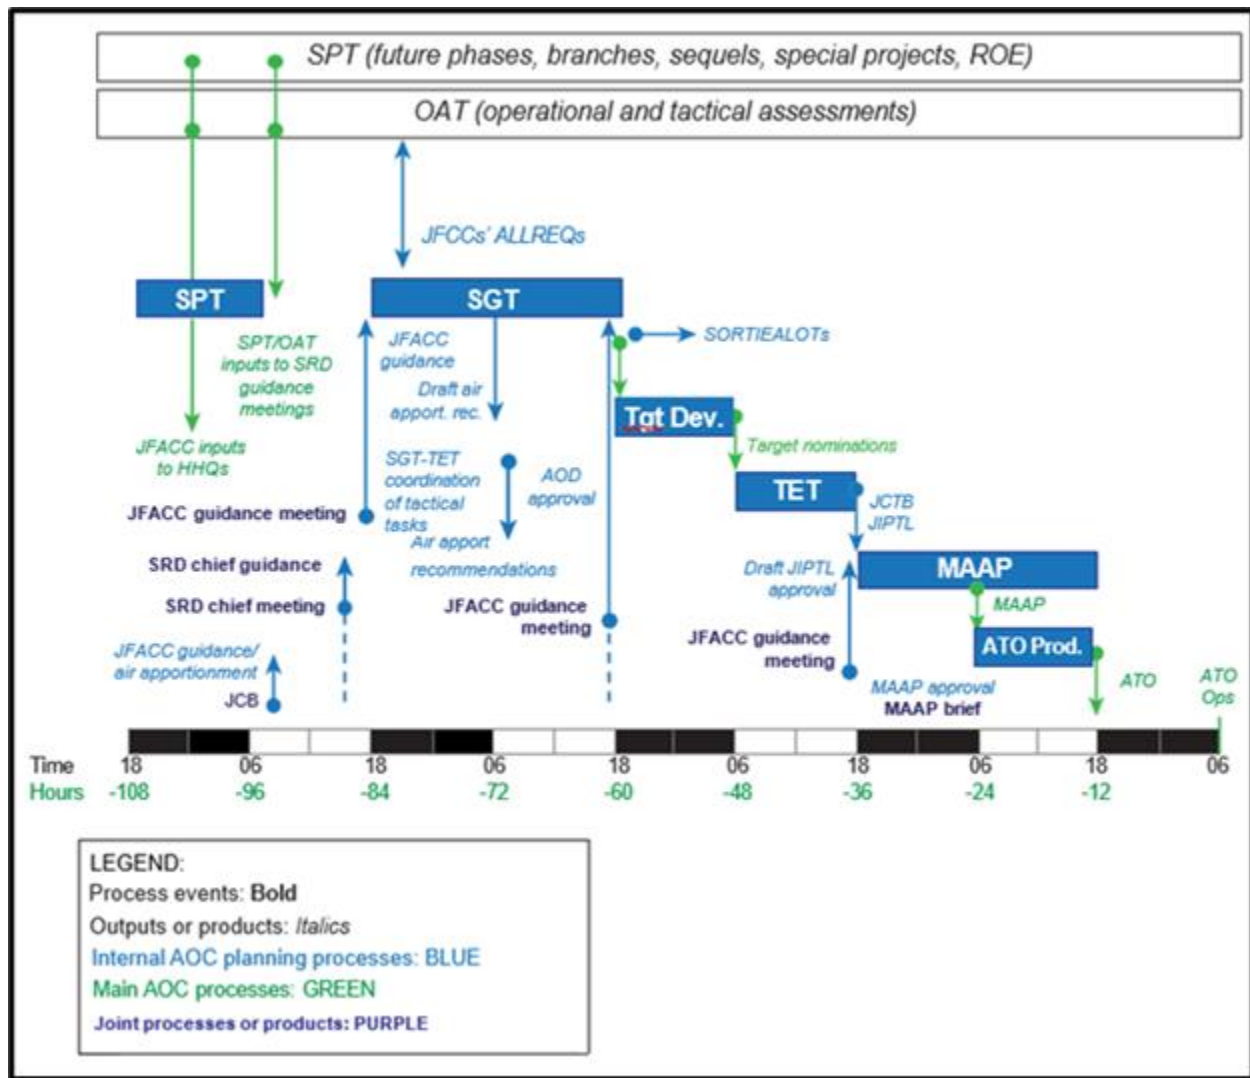 SPT (future phases, branches, sequels, special projects, ROE)
OAT (operational and tactical assessments)
JFCCs' ALLREQs
SPT
SGT
SPT/OAT
inputs to SRD
guidance
meetings
JFACC
guidance
SORTIEALOTs
Draft air
apport. rec.
Tgt Dev.
JFACC inputs
to HHQs
Target nominations
SGT-TET
coordination
of tactical
tasks
AOD
approval
TET
JCTB
JIPTL
JFACC guidance meeting
Air apport
recommendations
SRD chief guidance
Draft JIPTL
approval
MAAP
SRD chief meeting
JFACC guidance
meeting
MAAP
JFACC guidance
meeting
ATO Prod.
JFACC guidance/
air apportionment
JCB
MAAP approval
MAAP brief
ATO
ATO
Ops
Time 18 06 18 06 18 06 18 06 18 06
Hours -108 -96 -84 -72 -60 -48 -36 -24 -12
LEGEND:
Process events: Bold
Outputs or products: Italics
Internal AOC planning processes: BLUE
Main AOC processes: GREEN
Joint processes or products: PURPLE